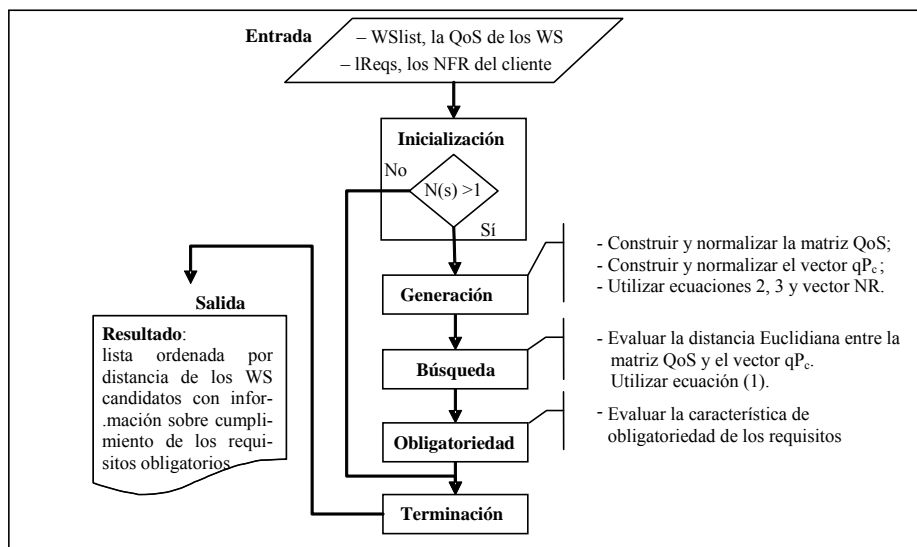 Entrada
– WSlist, la QoS de los WS
– lReqs, los NFR del cliente
Inicialización
No
N(s) >1
Sí
Generación
- Construir y normalizar la matriz QoS;
- Construir y normalizar el vector qPc;
- Utilizar ecuaciones 2, 3 y vector NR.
Búsqueda
- Evaluar la distancia Euclidiana entre la
matriz QoS y el vector qPc.
Utilizar ecuación (1).
Obligatoriedad
- Evaluar la característica de
obligatoriedad de los requisitos
Terminación
Salida
Resultado:
lista ordenada por
distancia de los WS
candidatos con infor-
.mación sobre cumpli-
miento de los requi-
sitos obligatorios